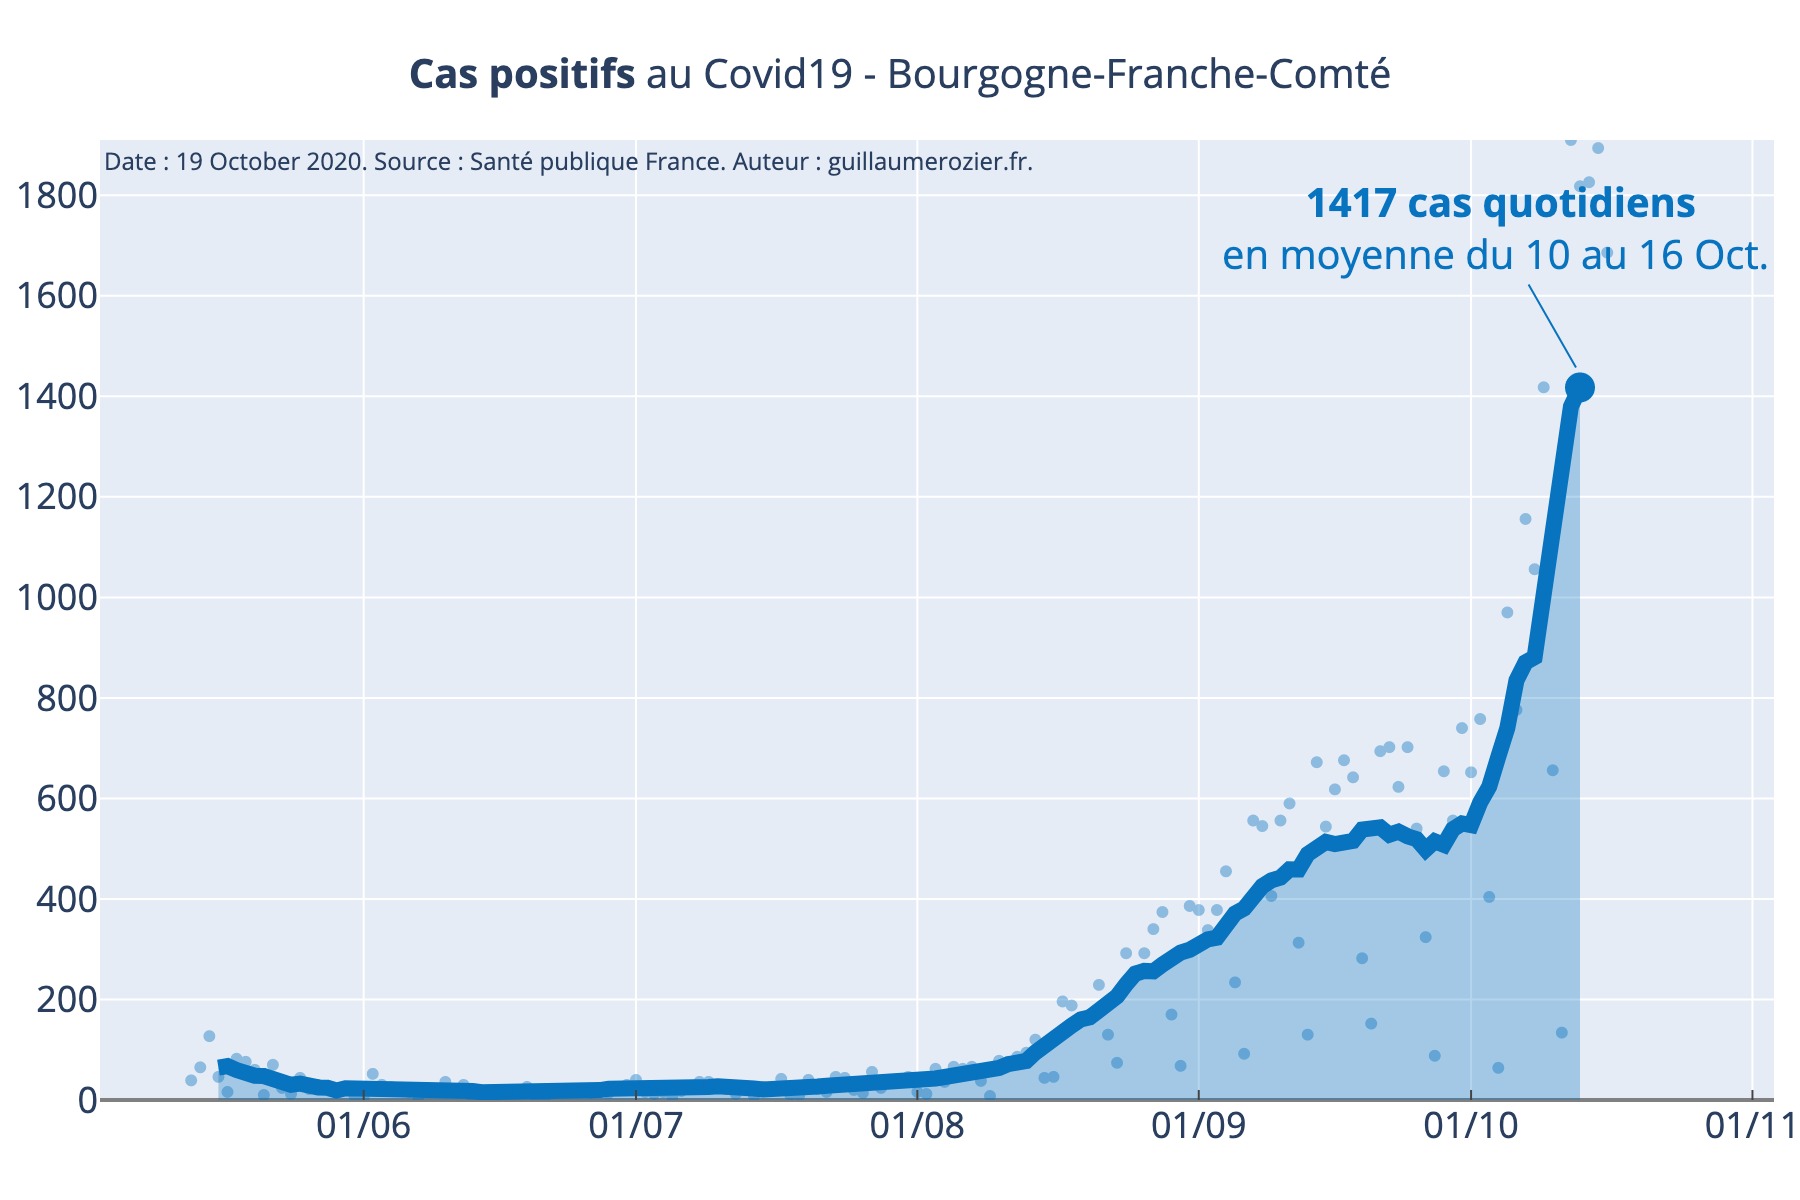 Cas positifs au Covid19 - Bourgogne-Franche-Comté
Date : 19 October 2020. Source : Santé publique France. Auteur : guillaumerozier.fr.
1417 cas quotidiens
en moyenne du 10 au 16 Oct.
1800
1600
1400
1200
1000
800
600
400
200
0
01/06 01/07 01/08 01/09 01/10 01/11